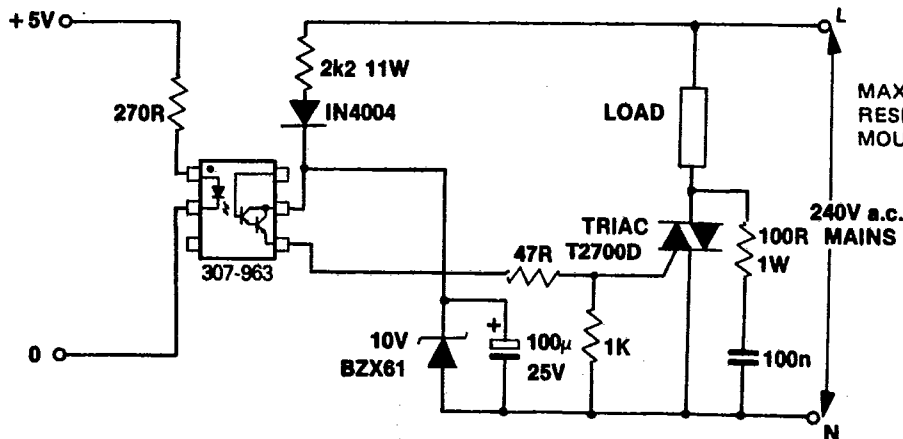 + 5V
L
2k2 11W
MAX
RESI
MOU
270R
IN4004
LOAD
TRIAC
T2700D
240V a.c.
MAINS
100R
1W
307-963
47R
0
10V
BZX61
+
100μ
25V
1K
100n
N